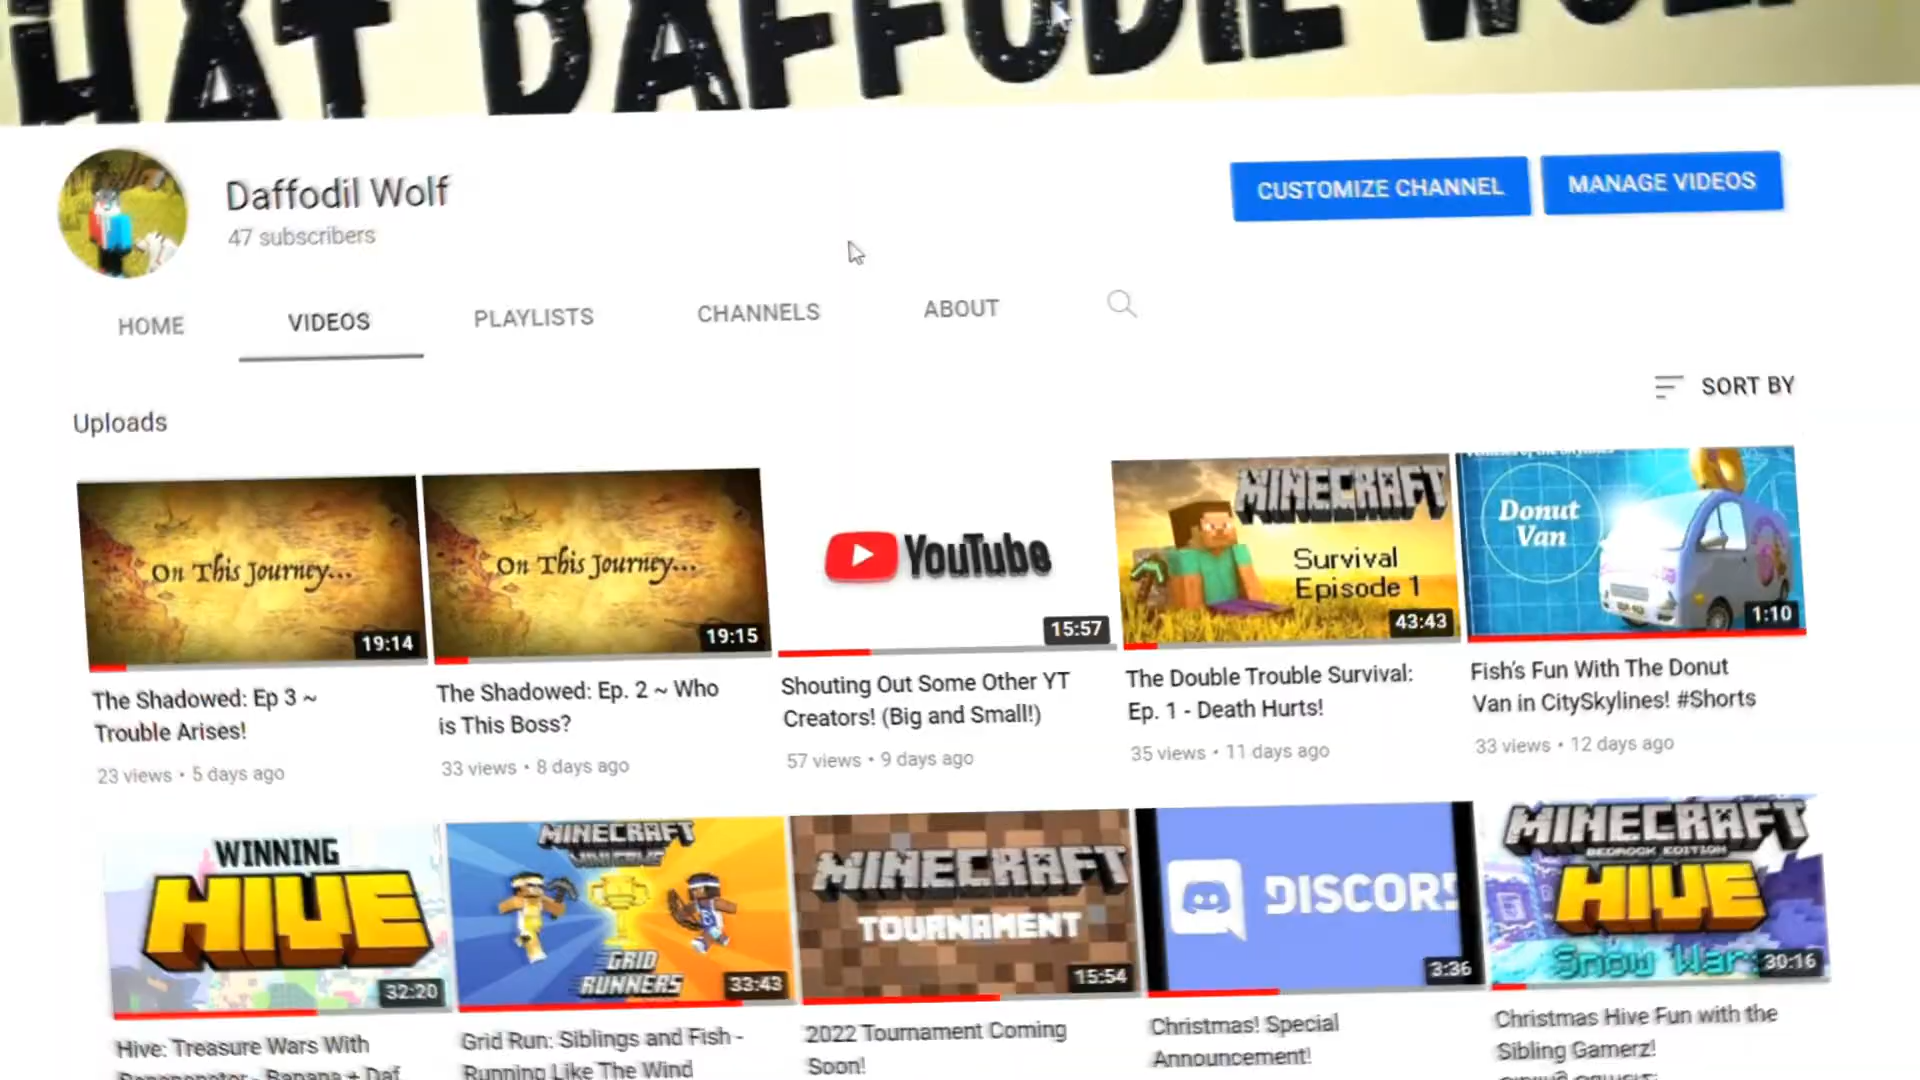 HAT DAFFODIL WOLF
Daffodil Wolf
47 subscribers
CUSTOMIZE CHANNEL
MANAGE VIDEOS
HOME
VIDEOS
PLAYLISTS
CHANNELS
ABOUT
SORT BY
Uploads
On This Journey...
19:14
On This Journey...
19:15
YouTube
15:57
MINECRAFT
Survival
Episode 1
43:43
Donut
Van
1:10
The Shadowed: Ep 3 ~
Trouble Arises!
23 views • 5 days ago
The Shadowed: Ep. 2 ~ Who
is This Boss?
33 views • 8 days ago
Shouting Out Some Other YT
Creators! (Big and Small!)
57 views • 9 days ago
The Double Trouble Survival:
Ep. 1 - Death Hurts!
35 views • 11 days ago
Fish's Fun With The Donut
Van in CitySkylines! #Shorts
33 views • 12 days ago
WINNING
HIVE
32:20
MINECRAFT
MINI GAME
GRID
RUNNERS
33:43
MINECRAFT
TOURNAMENT
15:54
DISCORD
3:36
MINECRAFT
BEDROCK EDITION
HIVE
Snow Wars
30:16
Hive: Treasure Wars With
Banana + Daf
Grid Run: Siblings and Fish -
Running Like The Wind
2022 Tournament Coming
Soon!
Christmas! Special
Announcement!
Christmas Hive Fun with the
Sibling Gamerz!